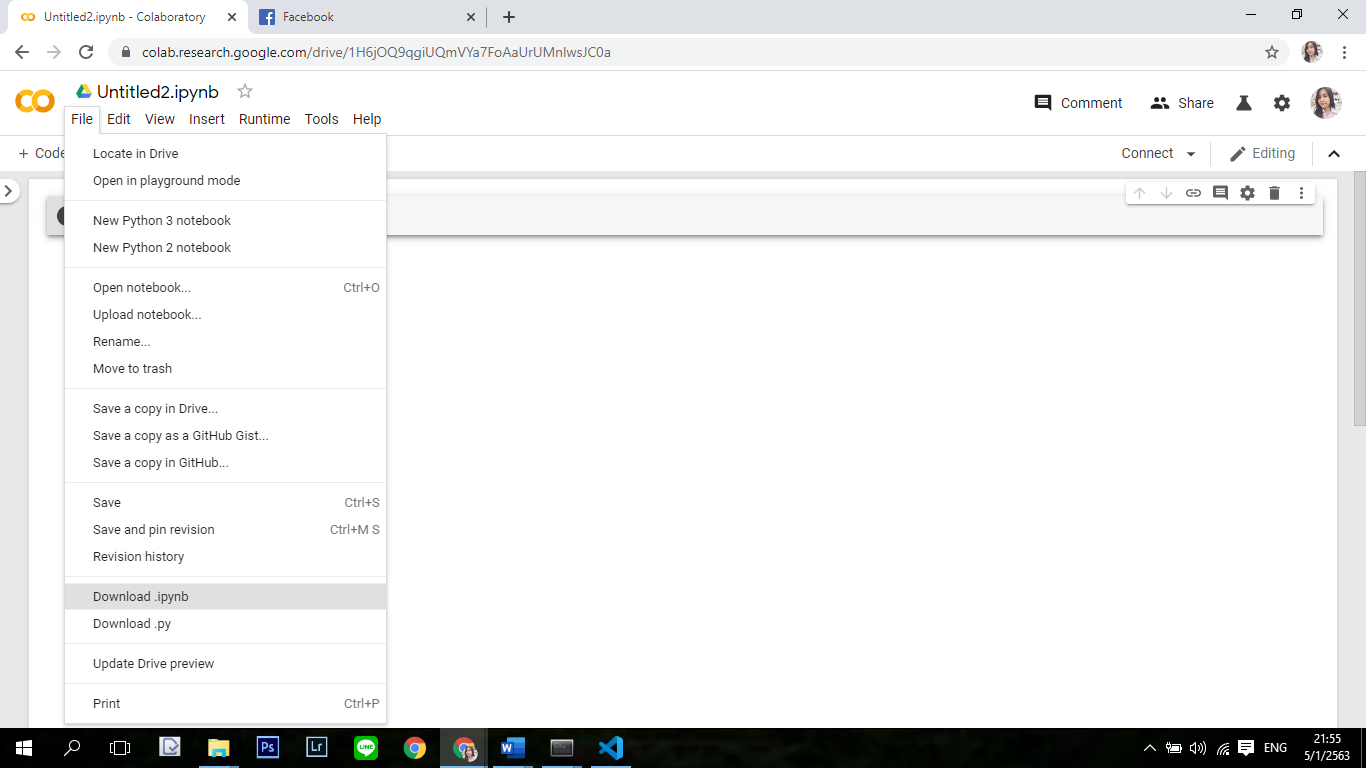 Untitled2.ipynb - Colaboratory
Facebook
colab.research.google.com/drive/1H6jOQ9qgiUQmVYa7FoAaUrUMnlwsJC0a
Untitled2.ipynb
File Edit View Insert Runtime Tools Help
Comment
Share
+ Code
Connect
Editing
Locate in Drive
Open in playground mode
New Python 3 notebook
New Python 2 notebook
Open notebook... Ctrl+O
Upload notebook...
Rename...
Move to trash
Save a copy in Drive...
Save a copy as a GitHub Gist...
Save a copy in GitHub...
Save Ctrl+S
Save and pin revision Ctrl+M S
Revision history
Download .ipynb
Download .py
Update Drive preview
Print Ctrl+P
Ps
Lr
LINE
W
ENG
21:55
5/1/2563